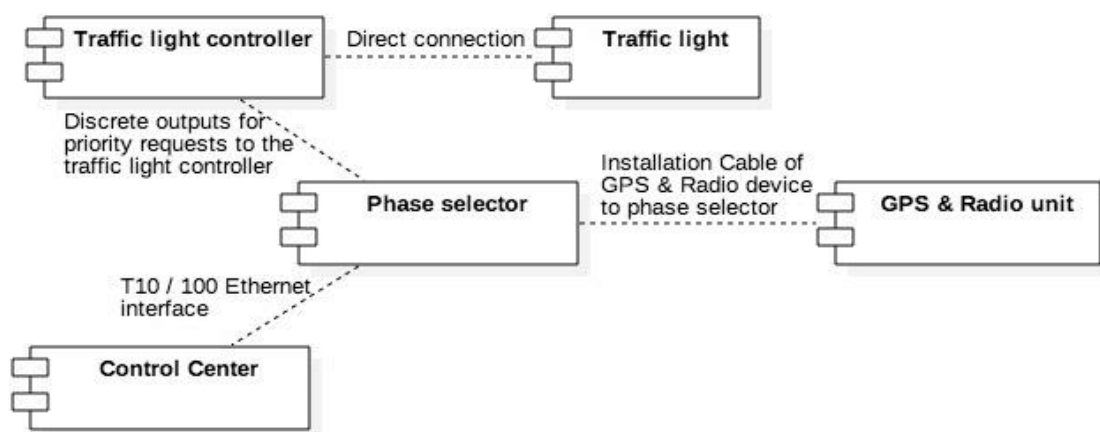 Traffic light controller
Direct connection
Traffic light
Discrete outputs for
priority requests to the
traffic light controller
Installation Cable of
GPS & Radio device
to phase selector
Phase selector
GPS & Radio unit
T10 / 100 Ethernet
interface
Control Center